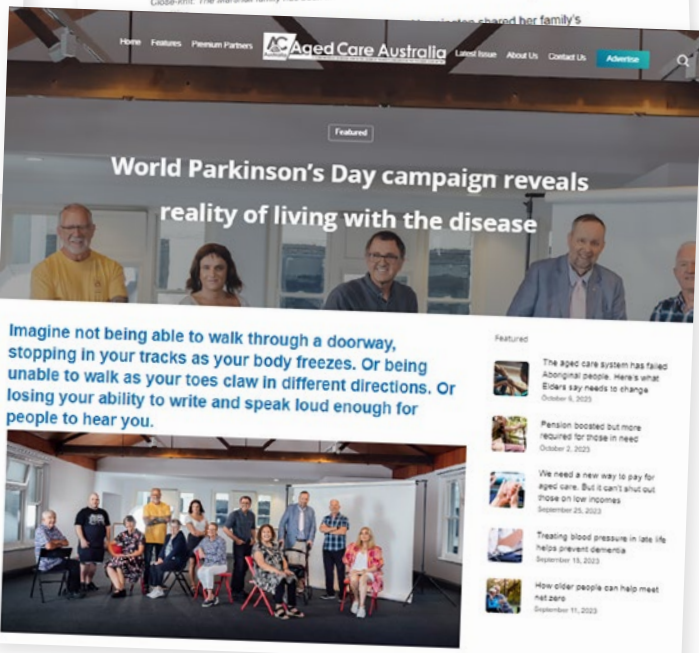 shared her family's
Home Features Premium Partners Aged Care Australia Latest Issue About Us Contact Us Advertise
Featured
World Parkinson's Day campaign reveals
reality of living with the disease
Imagine not being able to walk through a doorway,
stopping in your tracks as your body freezes. Or being
unable to walk as your toes claw in different directions. Or
losing your ability to write and speak loud enough for
people to hear you.
Featured
The aged care system has failed
Aboriginal people. Here's what
Elders say needs to change
October 9, 2023
Pension boosted but more
required for those in need
October 2, 2023
We need a new way to pay for
aged care. But it can't shut out
those on low incomes
September 25, 2023
Treating blood pressure in late life
helps prevent dementia
How older people can help meet
net zero
September 11, 2023